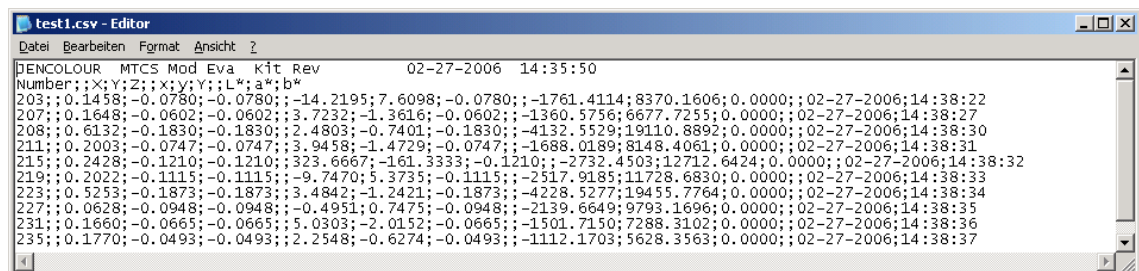 test1.csv - Editor
Datei Bearbeiten Format Ansicht ?
JENCOLOUR MTCS Mod Eva Kit Rev 02-27-2006 14:35:50
Number;;X;Y;Z;;x;y;Y;;L*;a*;b*
203;;0.1458;-0.0780;-0.0780;;-14.2195;7.6098;-0.0780;;-1761.4114;8370.1606;0.0000;;02-27-2006;14:38:22
207;;0.1648;-0.0602;-0.0602;;3.7232;-1.3616;-0.0602;;-1360.5756;6677.7255;0.0000;;02-27-2006;14:38:27
208;;0.6132;-0.1830;-0.1830;;2.4803;-0.7401;-0.1830;;-4132.5529;19110.8892;0.0000;;02-27-2006;14:38:30
211;;0.2003;-0.0747;-0.0747;;3.9458;-1.4729;-0.0747;;-1688.0189;8148.4061;0.0000;;02-27-2006;14:38:31
215;;0.2428;-0.1210;-0.1210;;323.6667;-161.3333;-0.1210;;-2732.4503;12712.6424;0.0000;;02-27-2006;14:38:32
219;;0.2022;-0.1115;-0.1115;;-9.7470;5.3735;-0.1115;;-2517.9185;11728.6830;0.0000;;02-27-2006;14:38:33
223;;0.5253;-0.1873;-0.1873;;3.4842;-1.2421;-0.1873;;-4228.5277;19455.7764;0.0000;;02-27-2006;14:38:34
227;;0.0628;-0.0948;-0.0948;;-0.4951;0.7475;-0.0948;;-2139.6649;9793.1696;0.0000;;02-27-2006;14:38:35
231;;0.1660;-0.0665;-0.0665;;5.0303;-2.0152;-0.0665;;-1501.7150;7288.3102;0.0000;;02-27-2006;14:38:36
235;;0.1770;-0.0493;-0.0493;;2.2548;-0.6274;-0.0493;;-1112.1703;5628.3563;0.0000;;02-27-2006;14:38:37